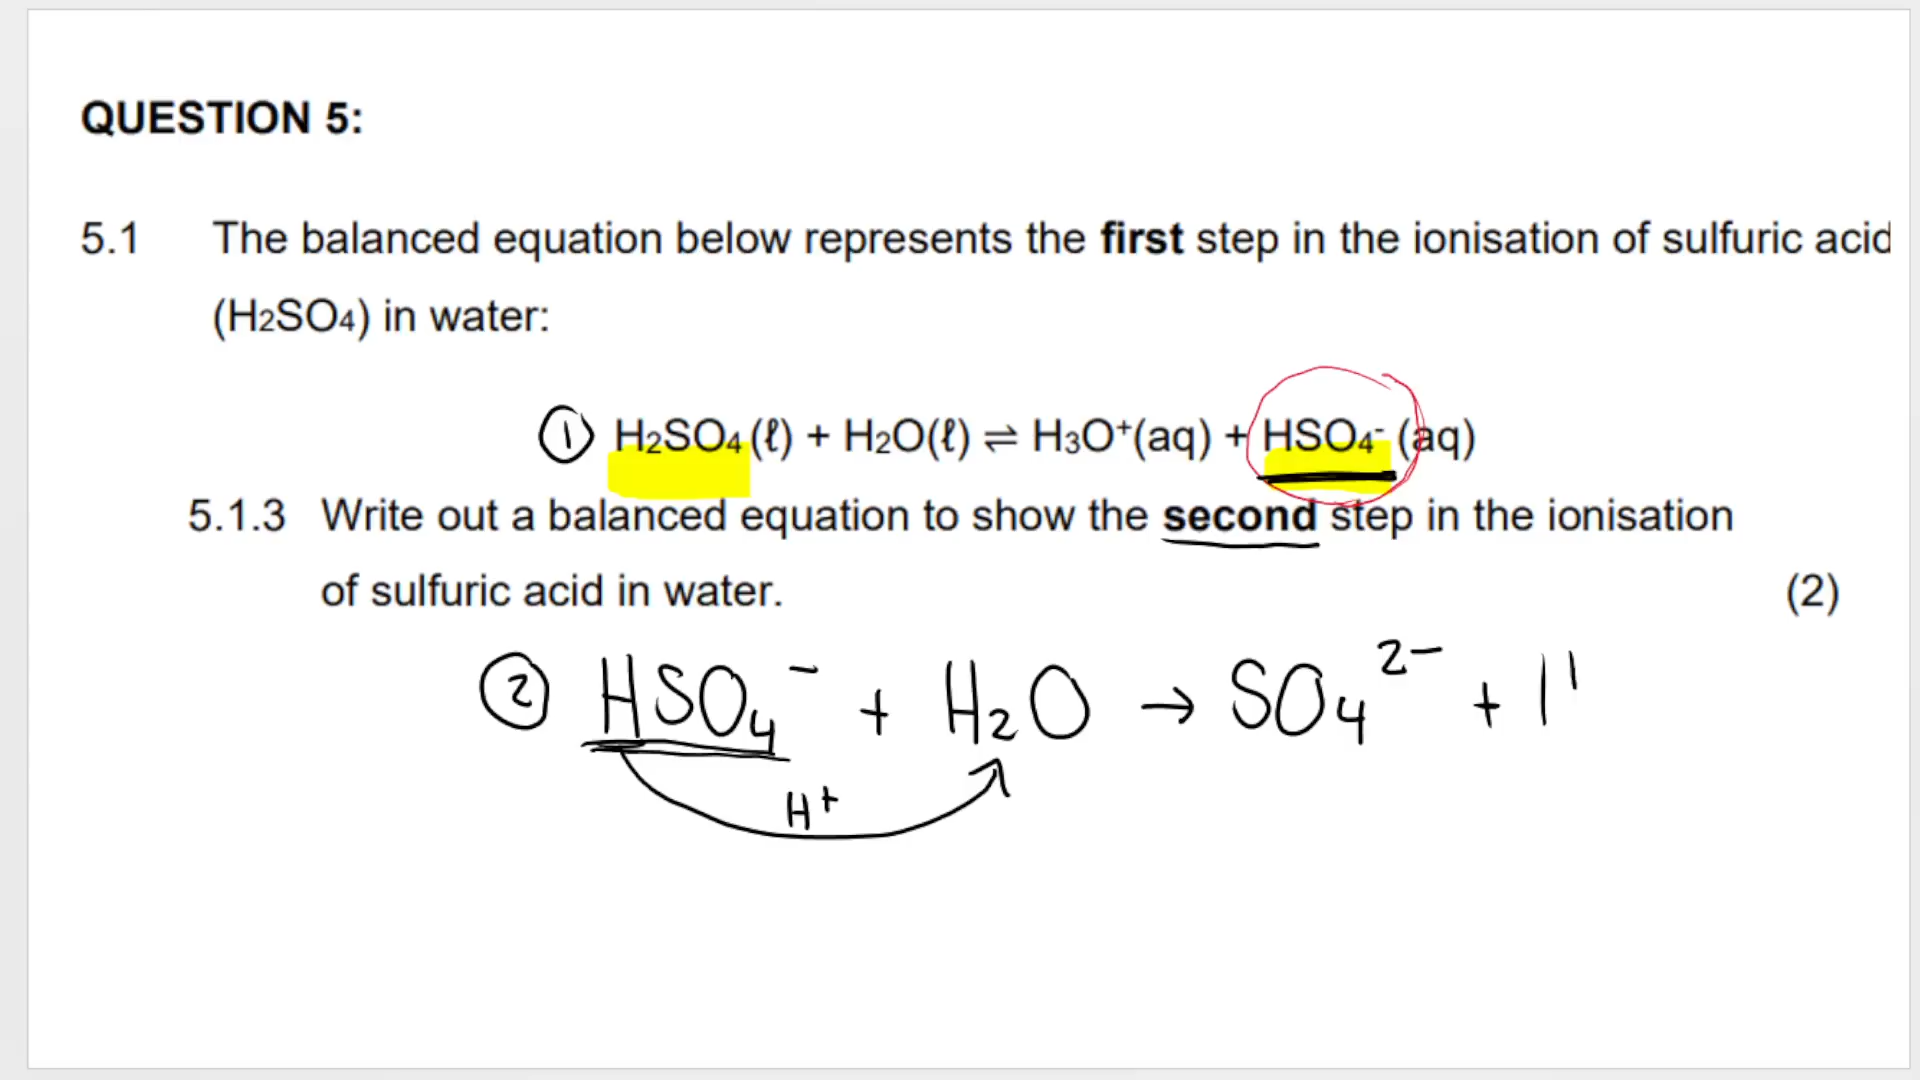 QUESTION 5:
5.1 The balanced equation below represents the first step in the ionisation of sulfuric acid
(H2SO4) in water:
① H2SO4 (ℓ) + H2O(ℓ) ⇌ H3O⁺(aq) + HSO4⁻ (aq)
5.1.3 Write out a balanced equation to show the second step in the ionisation
of sulfuric acid in water. (2)
② HSO₄⁻ + H₂O → SO₄²⁻ +
H⁺